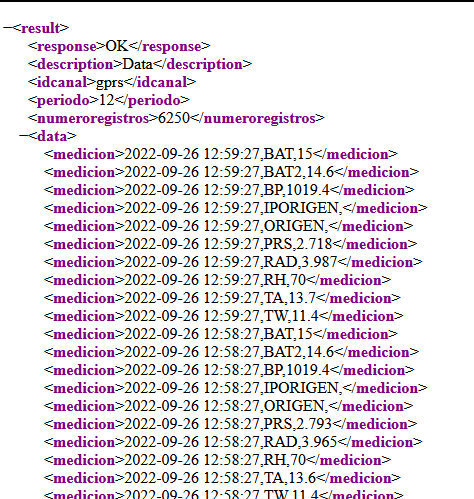 −<result>
<response>OK</response>
<description>Data</description>
<idcanal>gprs</idcanal>
<periodo>12</periodo>
<numeroregistros>6250</numeroregistros>
−<data>
<medicion>2022-09-26 12:59:27,BAT,15</medicion>
<medicion>2022-09-26 12:59:27,BAT2,14.6</medicion>
<medicion>2022-09-26 12:59:27,BP,1019.4</medicion>
<medicion>2022-09-26 12:59:27,IPORIGEN,</medicion>
<medicion>2022-09-26 12:59:27,ORIGEN,</medicion>
<medicion>2022-09-26 12:59:27,PRS,2.718</medicion>
<medicion>2022-09-26 12:59:27,RAD,3.987</medicion>
<medicion>2022-09-26 12:59:27,RH,70</medicion>
<medicion>2022-09-26 12:59:27,TA,13.7</medicion>
<medicion>2022-09-26 12:59:27,TW,11.4</medicion>
<medicion>2022-09-26 12:58:27,BAT,15</medicion>
<medicion>2022-09-26 12:58:27,BAT2,14.6</medicion>
<medicion>2022-09-26 12:58:27,BP,1019.4</medicion>
<medicion>2022-09-26 12:58:27,IPORIGEN,</medicion>
<medicion>2022-09-26 12:58:27,ORIGEN,</medicion>
<medicion>2022-09-26 12:58:27,PRS,2.793</medicion>
<medicion>2022-09-26 12:58:27,RAD,3.965</medicion>
<medicion>2022-09-26 12:58:27,RH,70</medicion>
<medicion>2022-09-26 12:58:27,TA,13.6</medicion>
<medicion>2022-09-26 12:58:27,TW,11.4</medicion>